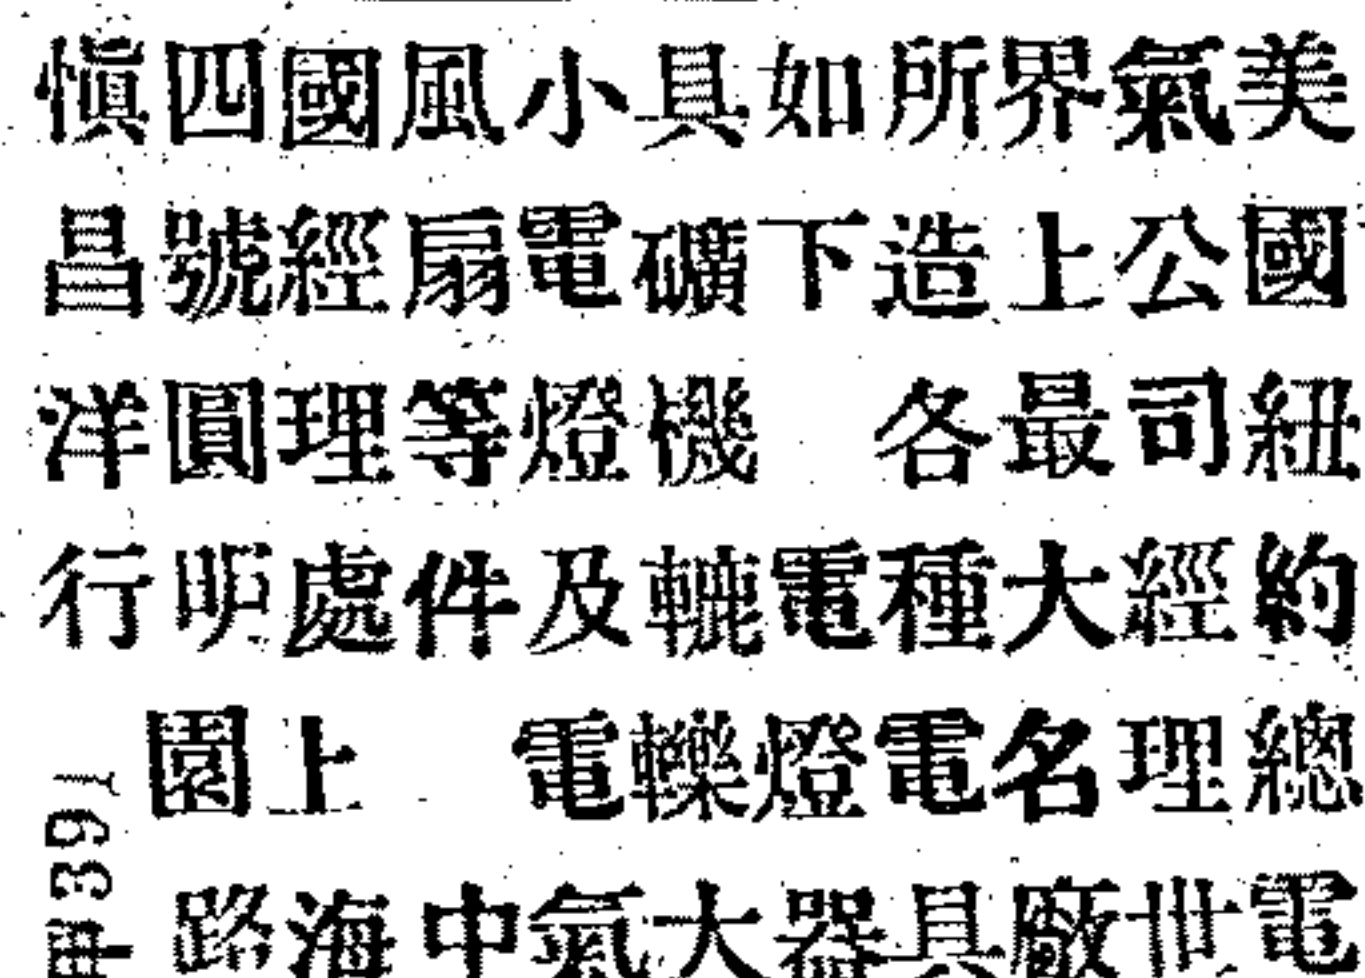 美國紐約總電
氣公司經理世
界上最大名廠
所造各種電具
如下 電燈器
具礦機轆轢大
小電燈及電氣
風扇等件 中
國經理處上海
四號圓明園路
愼昌洋行